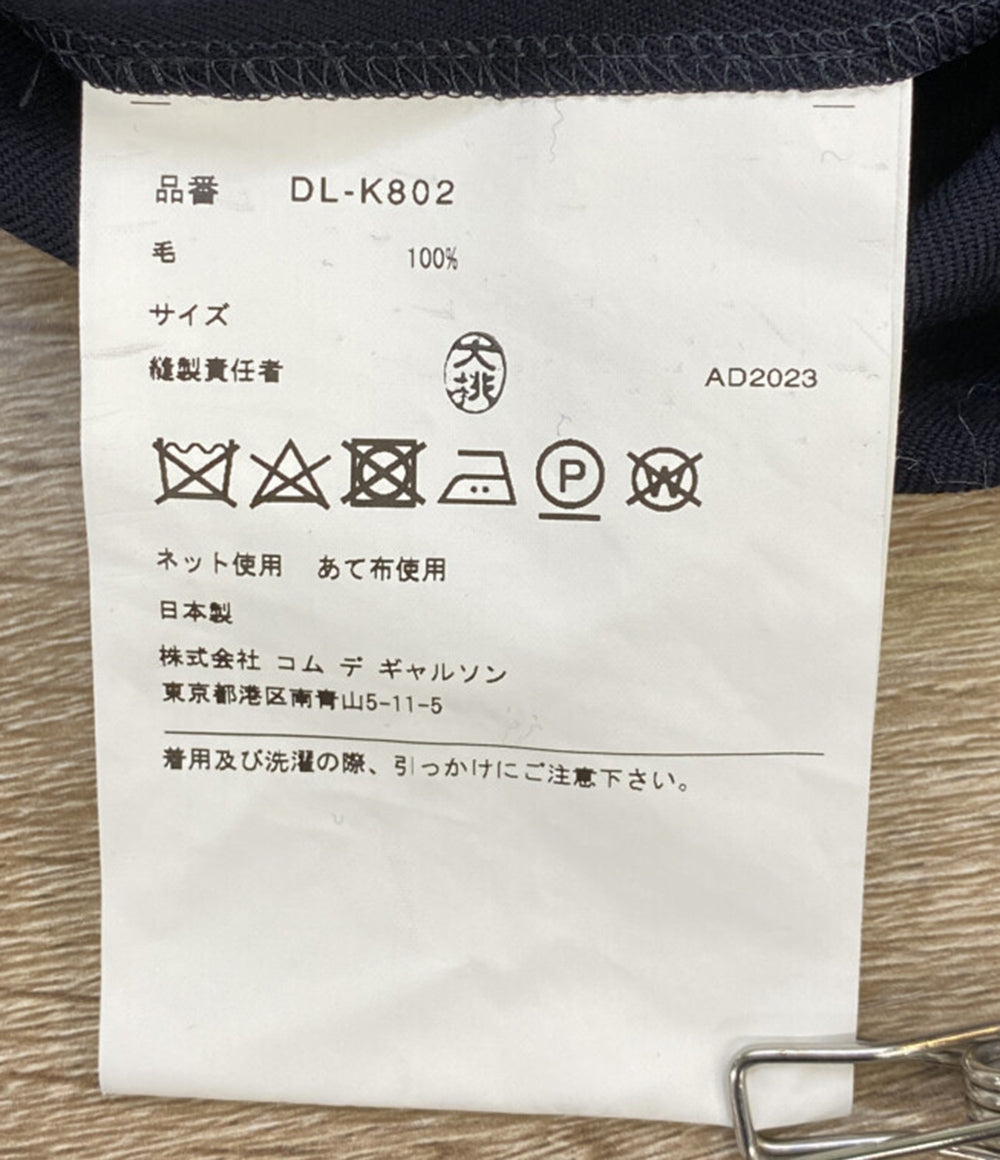 品番 DL-K802
毛 100%
サイズ
縫製責任者 大桃 AD2023
P W
ネット使用 あて布使用
日本製
株式会社 コム デ ギャルソン
東京都港区南青山5-11-5
着用及び洗濯の際、引っかけにご注意下さい。